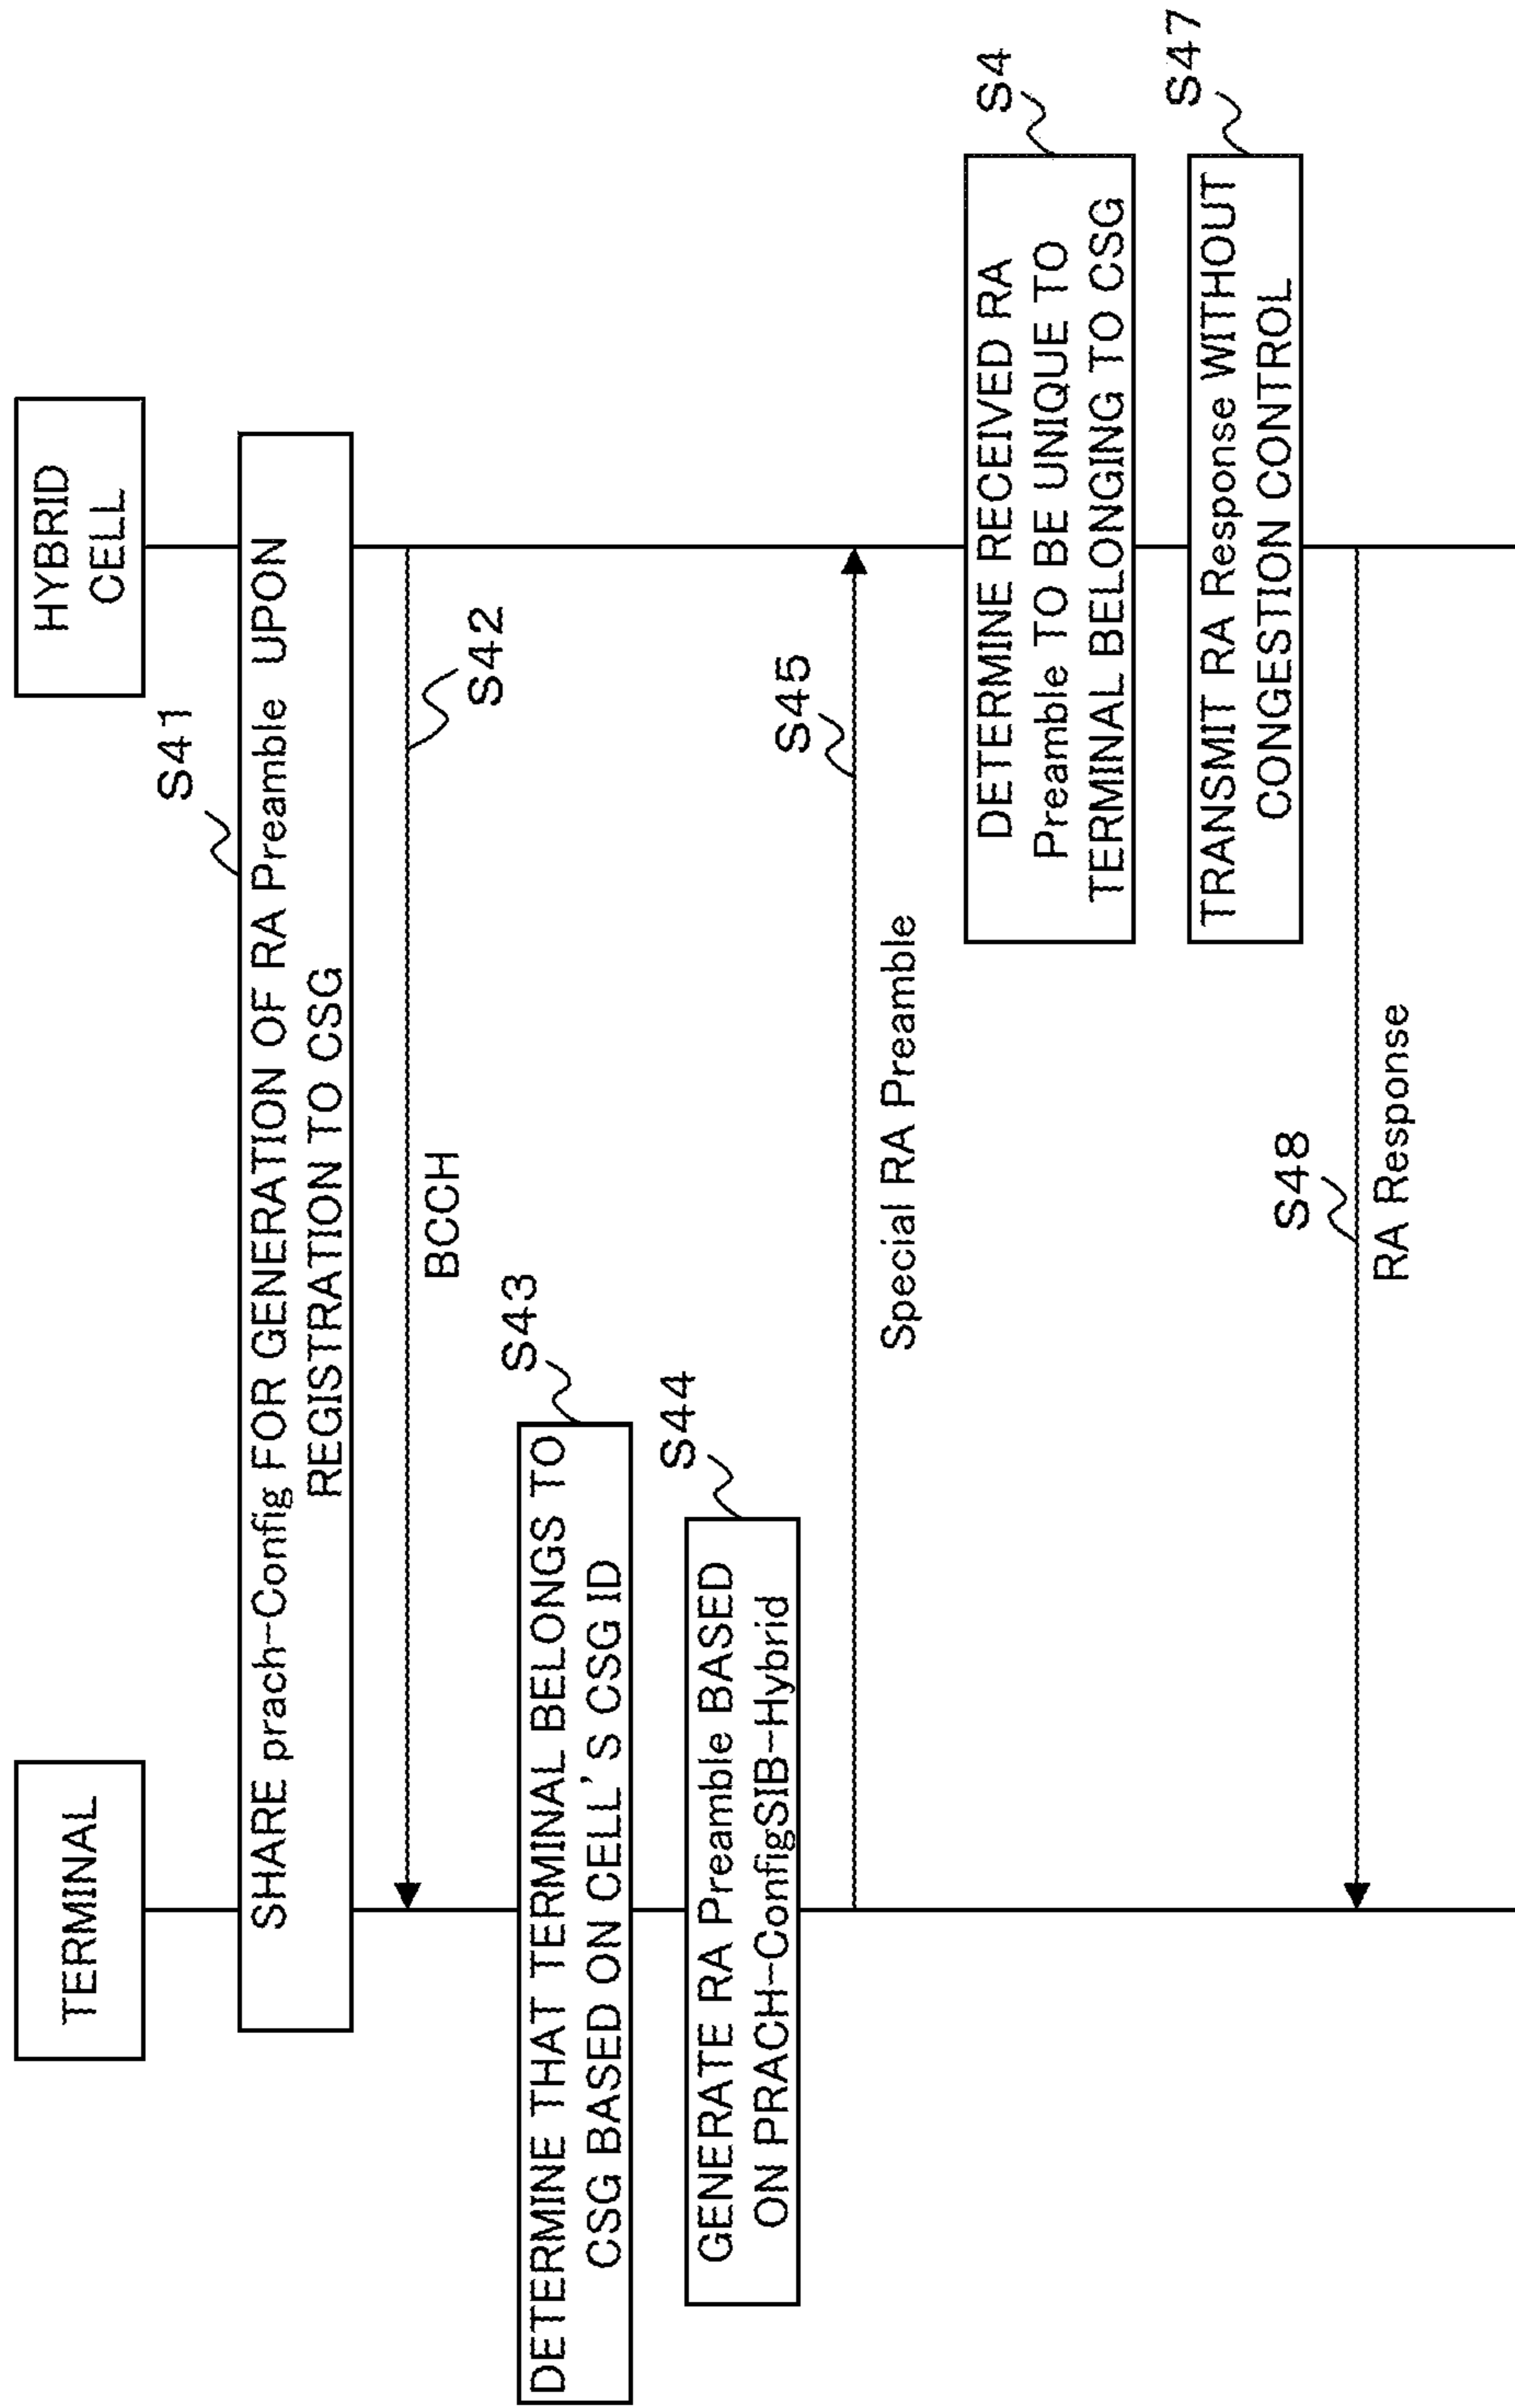 TERMINAL
HYBRID
CELL
S41
SHARE prach-Config FOR GENERATION OF RA Preamble UPON
REGISTRATION TO CSG
S42
BCCH
S43
DETERMINE THAT TERMINAL BELONGS TO
CSG BASED ON CELL'S CSG ID
S44
GENERATE RA Preamble BASED
ON PRACH-ConfigSIB-Hybrid
S45
Special RA Preamble
S4
DETERMINE RECEIVED RA
Preamble TO BE UNIQUE TO
TERMINAL BELONGING TO CSG
S47
TRANSMIT RA Response WITHOUT
CONGESTION CONTROL
S48
RA Response